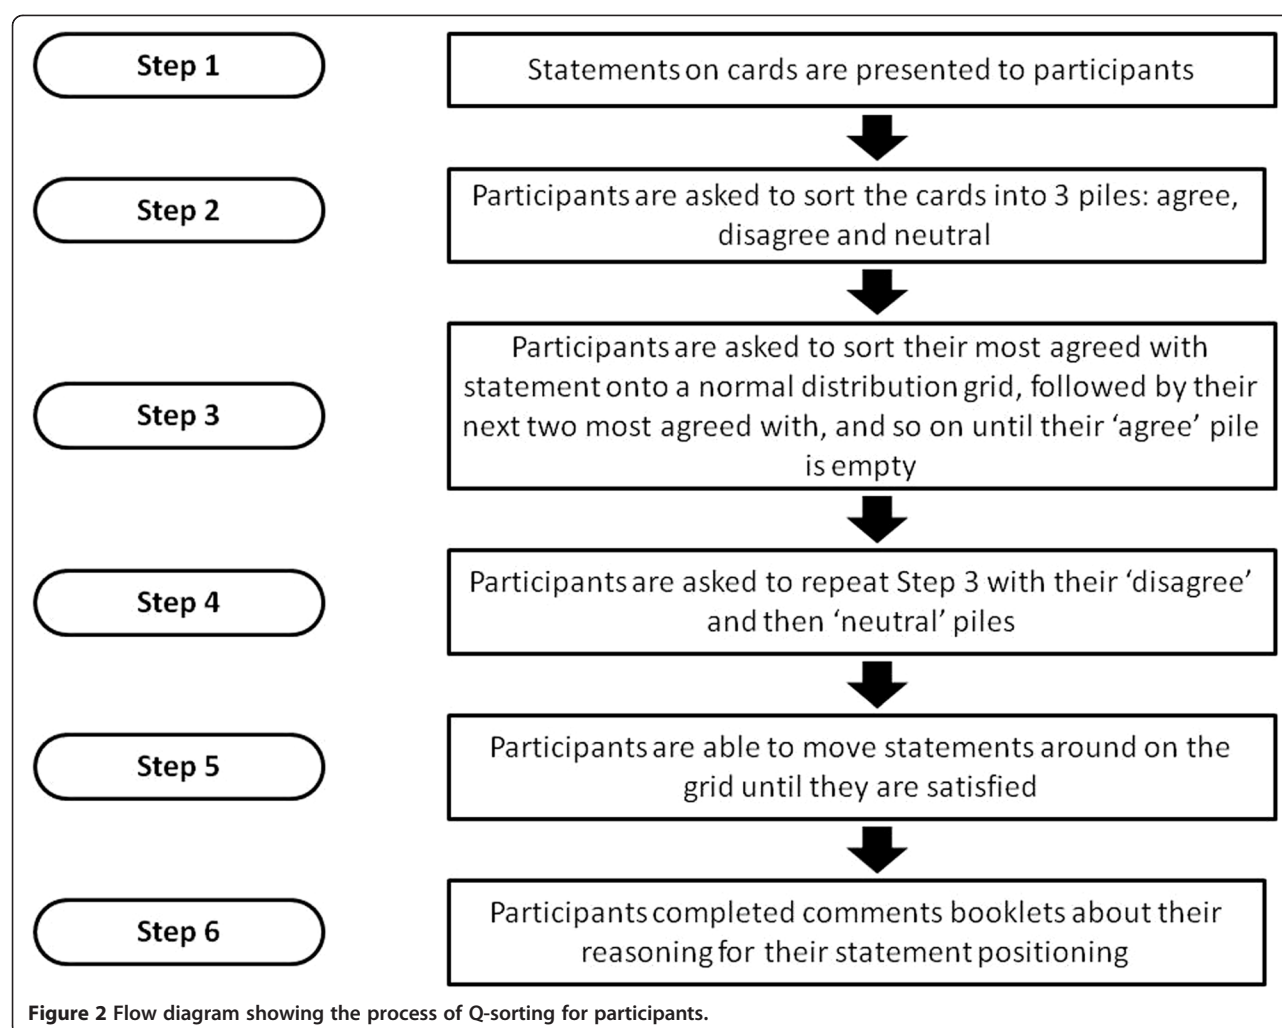 Step 1
Statements on cards are presented to participants
Step 2
Participants are asked to sort the cards into 3 piles: agree,
disagree and neutral
Step 3
Participants are asked to sort their most agreed with
statement onto a normal distribution grid, followed by their
next two most agreed with, and so on until their ‘agree’ pile
is empty
Step 4
Participants are asked to repeat Step 3 with their ‘disagree’
and then ‘neutral’ piles
Step 5
Participants are able to move statements around on the
grid until they are satisfied
Step 6
Participants completed comments booklets about their
reasoning for their statement positioning
Figure 2 Flow diagram showing the process of Q-sorting for participants.